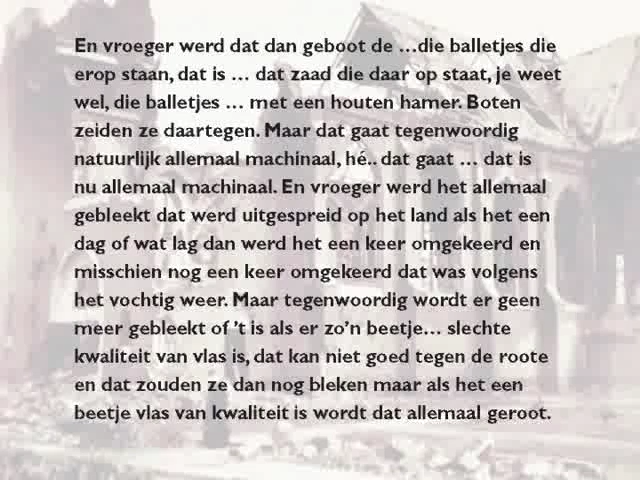 En vroeger werd dat dan geboot de …die balletjes die
erop staan, dat is … dat zaad die daar op staat, je weet
wel, die balletjes … met een houten hamer. Boten
zeiden ze daartegen. Maar dat gaat tegenwoordig
natuurlijk allemaal machinaal, hé.. dat gaat … dat is
nu allemaal machinaal. En vroeger werd het allemaal
gebleekt dat werd uitgespreid op het land als het een
dag of wat lag dan werd het een keer omgekeerd en
misschien nog een keer omgekeerd dat was volgens
het vochtig weer. Maar tegenwoordig wordt er geen
meer gebleekt of ’t is als er zo’n beetje… slechte
kwaliteit van vlas is, dat kan niet goed tegen de roote
en dat zouden ze dan nog bleken maar als het een
beetje vlas van kwaliteit is wordt dat allemaal geroot.